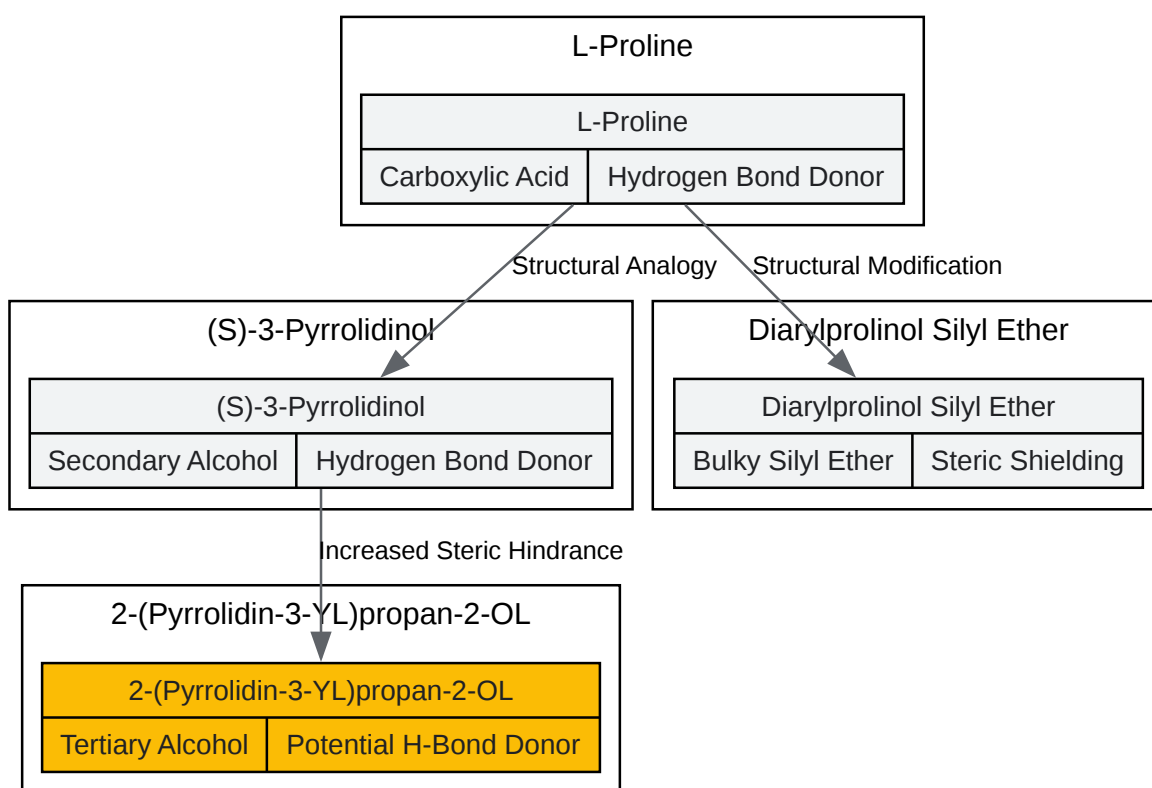 L-Proline
L-Proline
Carboxylic Acid
Hydrogen Bond Donor
Structural Analogy
Structural Modification
(S)-3-Pyrrolidinol
Diarylprolinol Silyl Ether
(S)-3-Pyrrolidinol
Diarylprolinol Silyl Ether
Secondary Alcohol
Hydrogen Bond Donor
Bulky Silyl Ether
Steric Shielding
Increased Steric Hindrance
2-(Pyrrolidin-3-YL)propan-2-OL
2-(Pyrrolidin-3-YL)propan-2-OL
Tertiary Alcohol
Potential H-Bond Donor